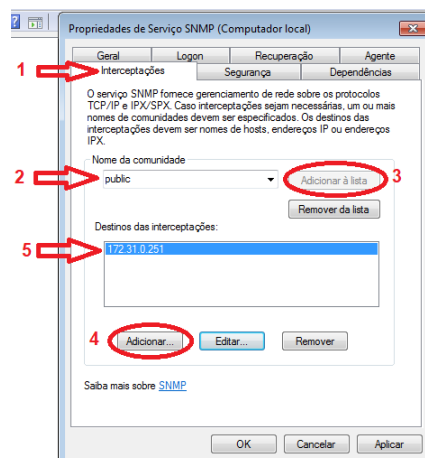 Propriedades de Serviço SNMP (Computador local)
Geral Logon Recuperação Agente
1 Interceptações Segurança Dependências
O serviço SNMP fornece gerenciamento de rede sobre os protocolos
TCP/IP e IPX/SPX. Caso interceptações sejam necessárias, um ou mais
nomes de comunidades devem ser especificados. Os destinos das
interceptações devem ser nomes de hosts, endereços IP ou endereços
IPX.
Nome da comunidade
2 public Adicionar à lista 3
Remover da lista
Destinos das interceptações:
5 172.31.0.251
4 Adicionar... Editar... Remover
Saiba mais sobre SNMP
OK Cancelar Aplicar